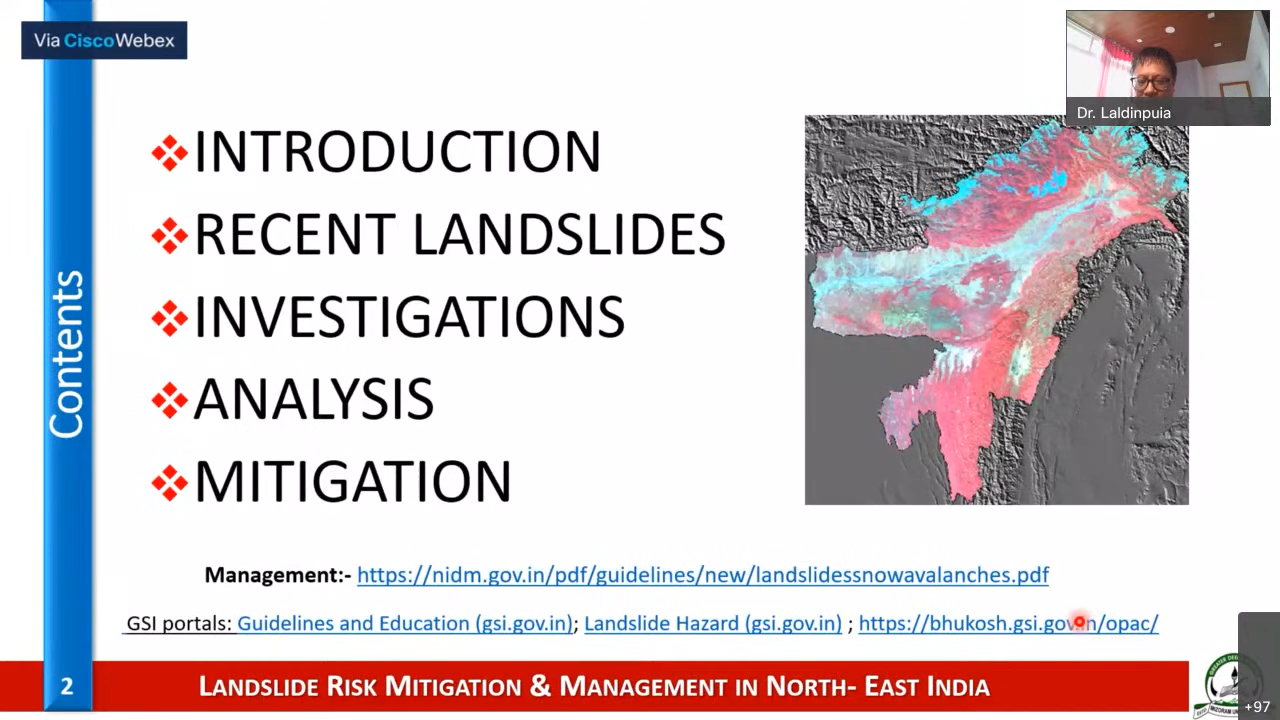 Via CiscoWebex
Dr. Laldinpuia
Contents
INTRODUCTION
RECENT LANDSLIDES
INVESTIGATIONS
ANALYSIS
MITIGATION
Management:- https://nidm.gov.in/pdf/guidelines/new/landslidessnowavalanches.pdf
GSI portals: Guidelines and Education (gsi.gov.in); Landslide Hazard (gsi.gov.in) ; https://bhukosh.gsi.gov.in/opac/
2
LANDSLIDE RISK MITIGATION & MANAGEMENT IN NORTH- EAST INDIA
+97